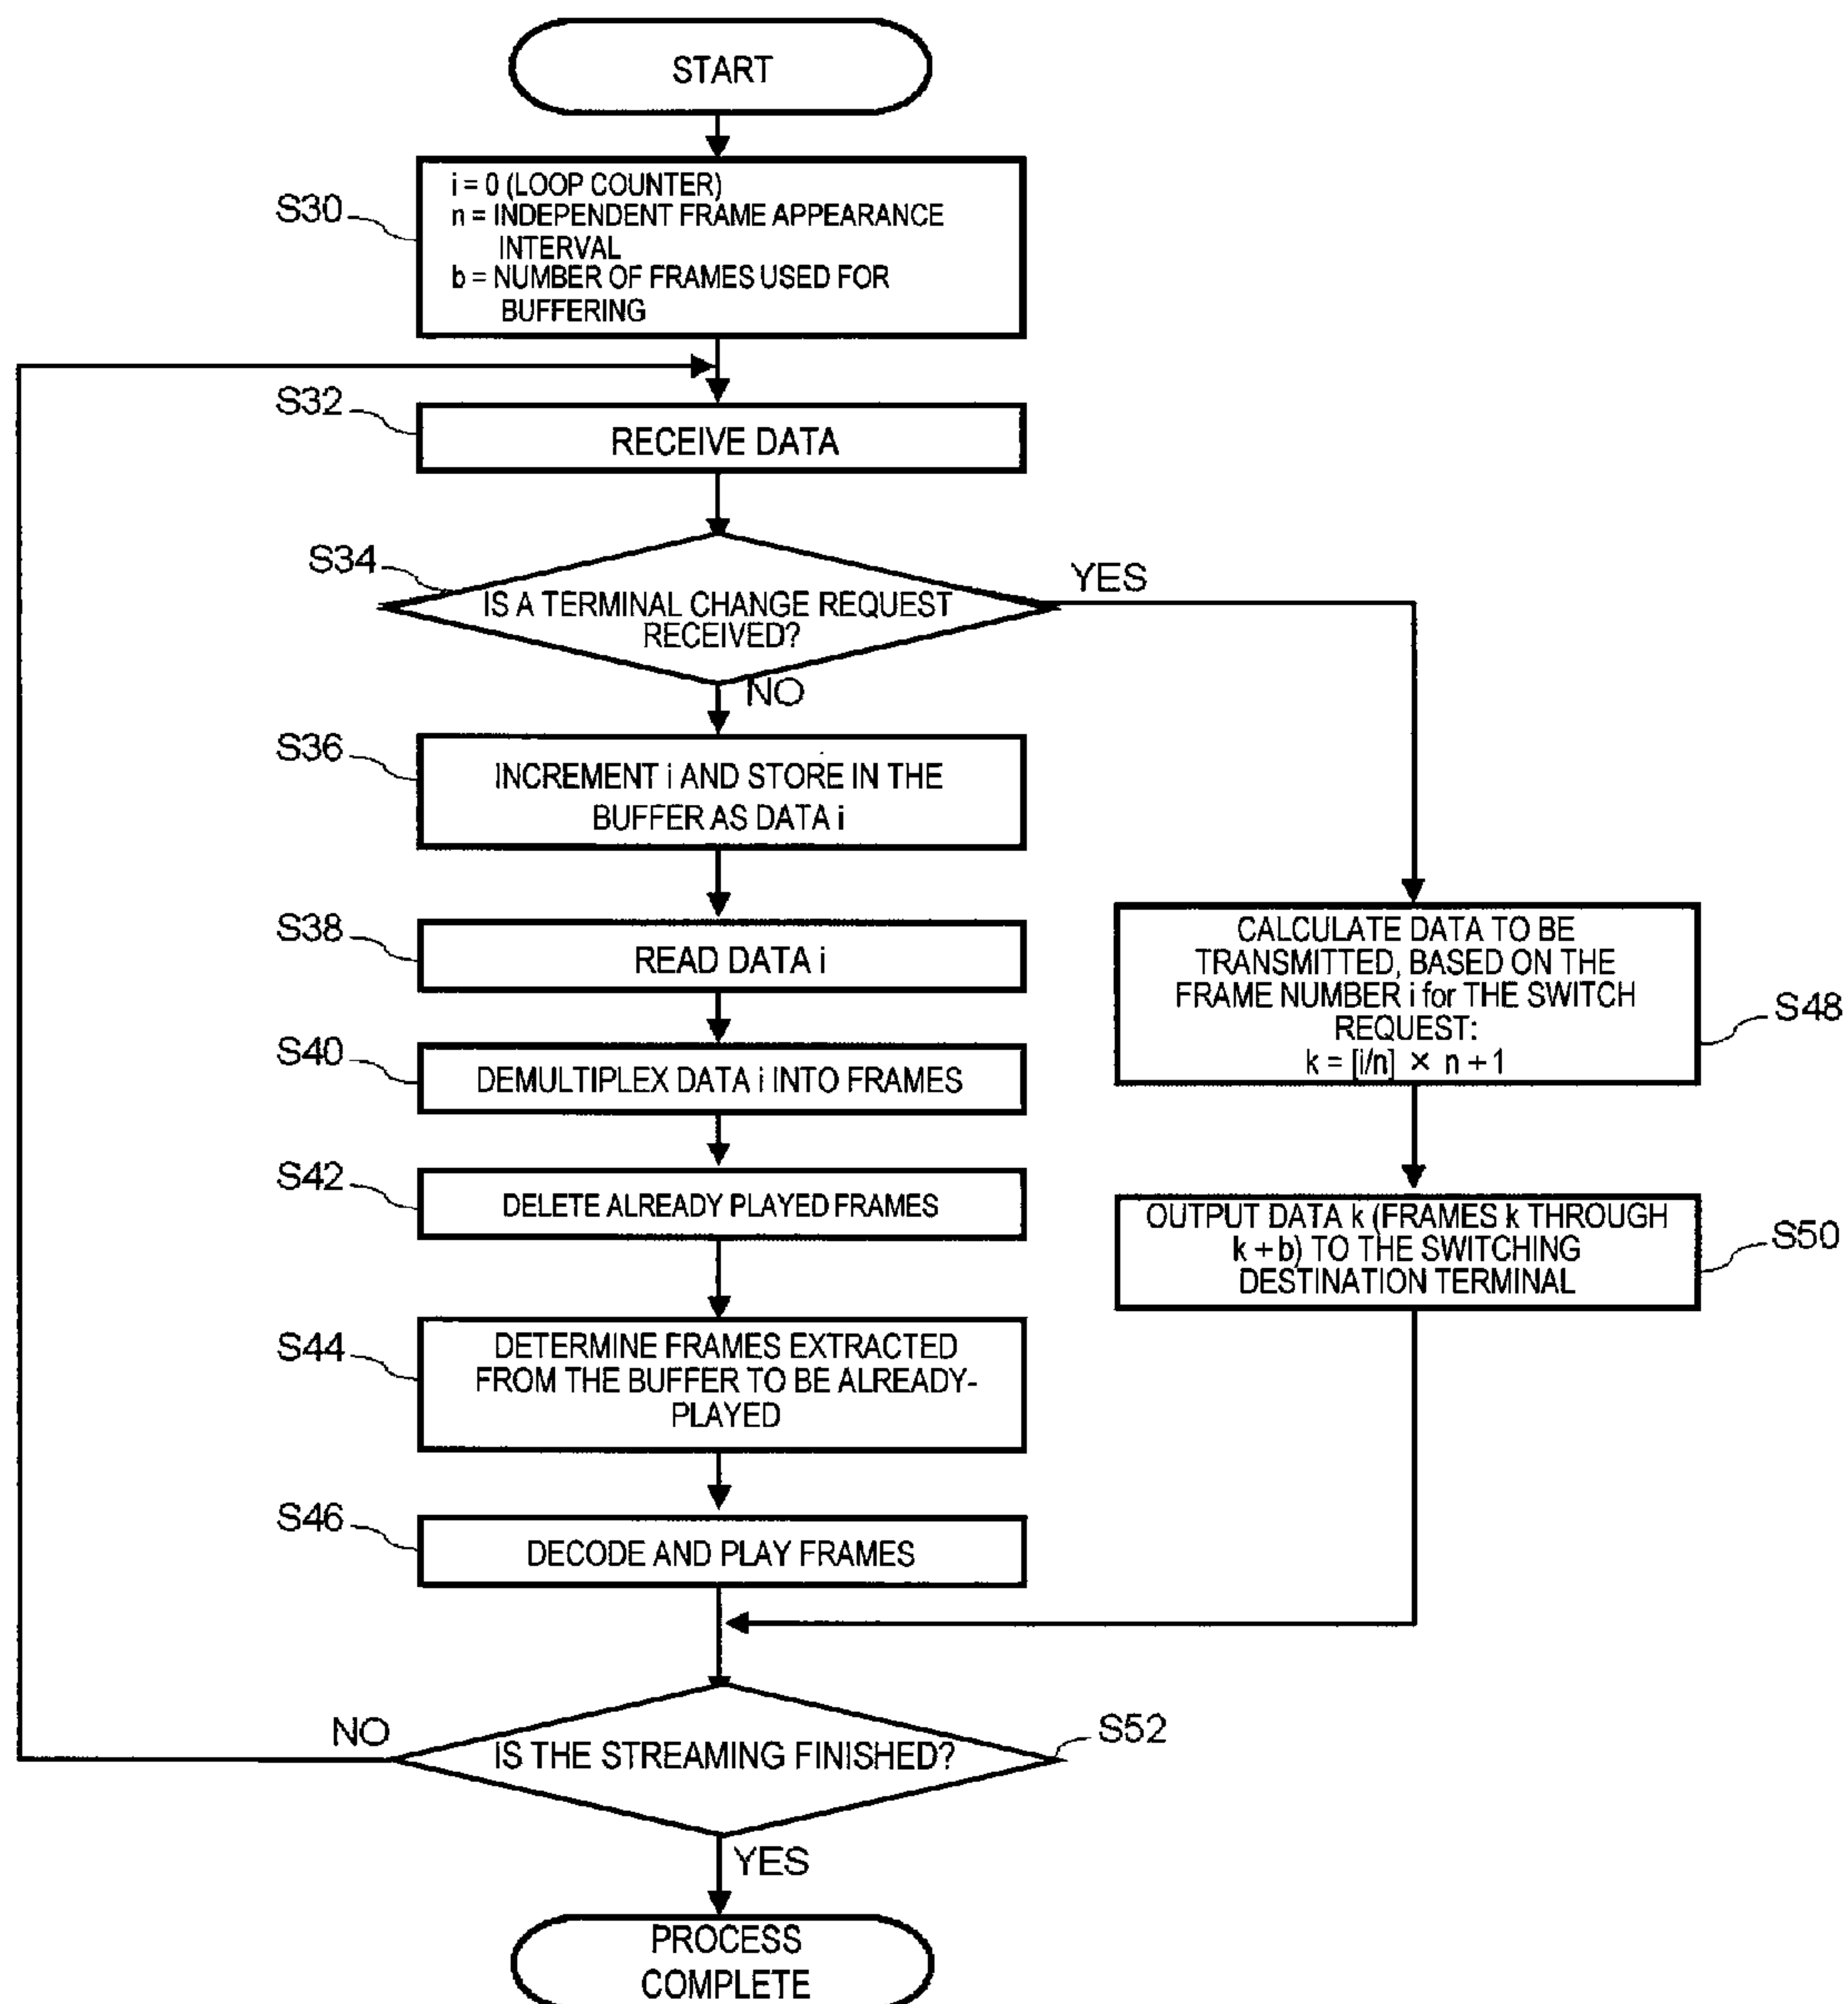 START
S30
i = 0 (LOOP COUNTER)
n = INDEPENDENT FRAME APPEARANCE
INTERVAL
b = NUMBER OF FRAMES USED FOR
BUFFERING
S32
RECEIVE DATA
S34
IS A TERMINAL CHANGE REQUEST
RECEIVED?
YES
NO
S36
INCREMENT i AND STORE IN THE
BUFFER AS DATA i
S38
READ DATA i
S40
DEMULTIPLEX DATA i INTO FRAMES
S42
DELETE ALREADY PLAYED FRAMES
S44
DETERMINE FRAMES EXTRACTED
FROM THE BUFFER TO BE ALREADY-
PLAYED
S46
DECODE AND PLAY FRAMES
CALCULATE DATA TO BE
TRANSMITTED, BASED ON THE
FRAME NUMBER i for THE SWITCH
REQUEST:
k = [i/n] × n + 1
S48
OUTPUT DATA k (FRAMES k THROUGH
k + b) TO THE SWITCHING
DESTINATION TERMINAL
S50
NO
IS THE STREAMING FINISHED?
S52
YES
PROCESS
COMPLETE